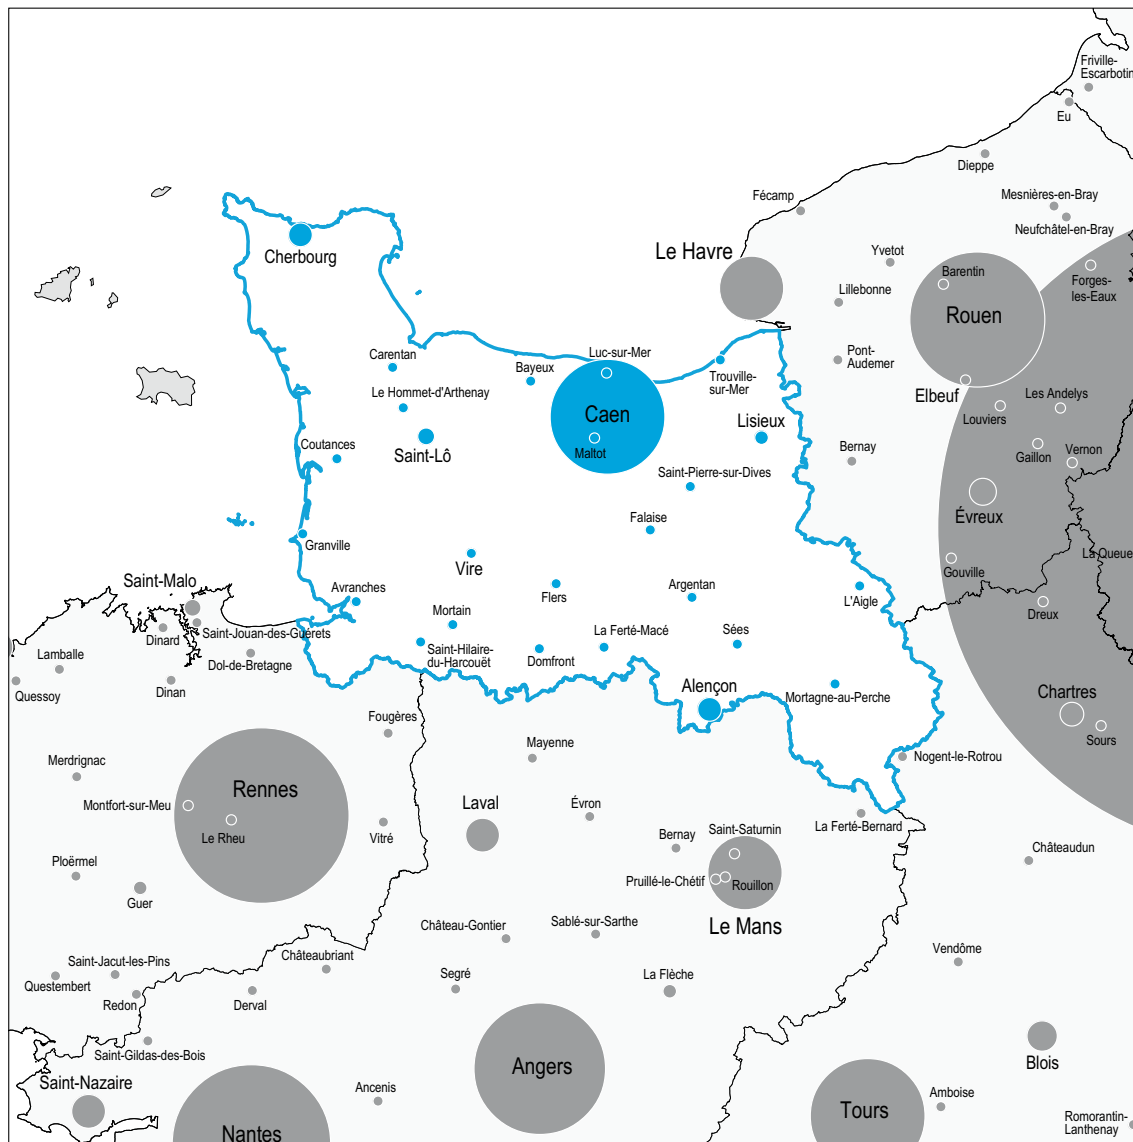 Friville-
Escarbotin
Eu
Dieppe
Mesnières-en-Bray
Fécamp
Neufchâtel-en-Bray
Cherbourg
Le Havre
Yvetot
Barentin
Forges-
les-Eaux
Lillebonne
Rouen
Carentan
Luc-sur-Mer
Bayeux
Trouville-
sur-Mer
Pont-
Audemer
Le Hommet-d'Arthenay
Elbeuf
Les Andelys
Caen
Lisieux
Louviers
Coutances
Saint-Lô
Maltot
Bernay
Gaillon
Vernon
Saint-Pierre-sur-Dives
Falaise
Évreux
Granville
Vire
Gouville
La Queue
Saint-Malo
Avranches
Flers
Argentan
L'Aigle
Dreux
Mortain
Saint-Jouan-des-Guérets
Dinard
La Ferté-Macé
Sées
Lamballe
Dol-de-Bretagne
Saint-Hilaire-
du-Harcouët
Domfront
Quessoy
Dinan
Alençon
Mortagne-au-Perche
Chartres
Fougères
Sours
Mayenne
Nogent-le-Rotrou
Merdrignac
Rennes
Montfort-sur-Meu
Laval
Évron
Le Rheu
Vitré
La Ferté-Bernard
Bernay
Saint-Saturnin
Châteaudun
Ploërmel
Pruillé-le-Chétif
Rouillon
Guer
Château-Gontier
Sablé-sur-Sarthe
Le Mans
Vendôme
Saint-Jacut-les-Pins
Châteaubriant
Questembert
Segré
La Flèche
Redon
Derval
Saint-Gildas-des-Bois
Angers
Blois
Saint-Nazaire
Ancenis
Amboise
Tours
Romorantin-
Lanthenay
Nantes